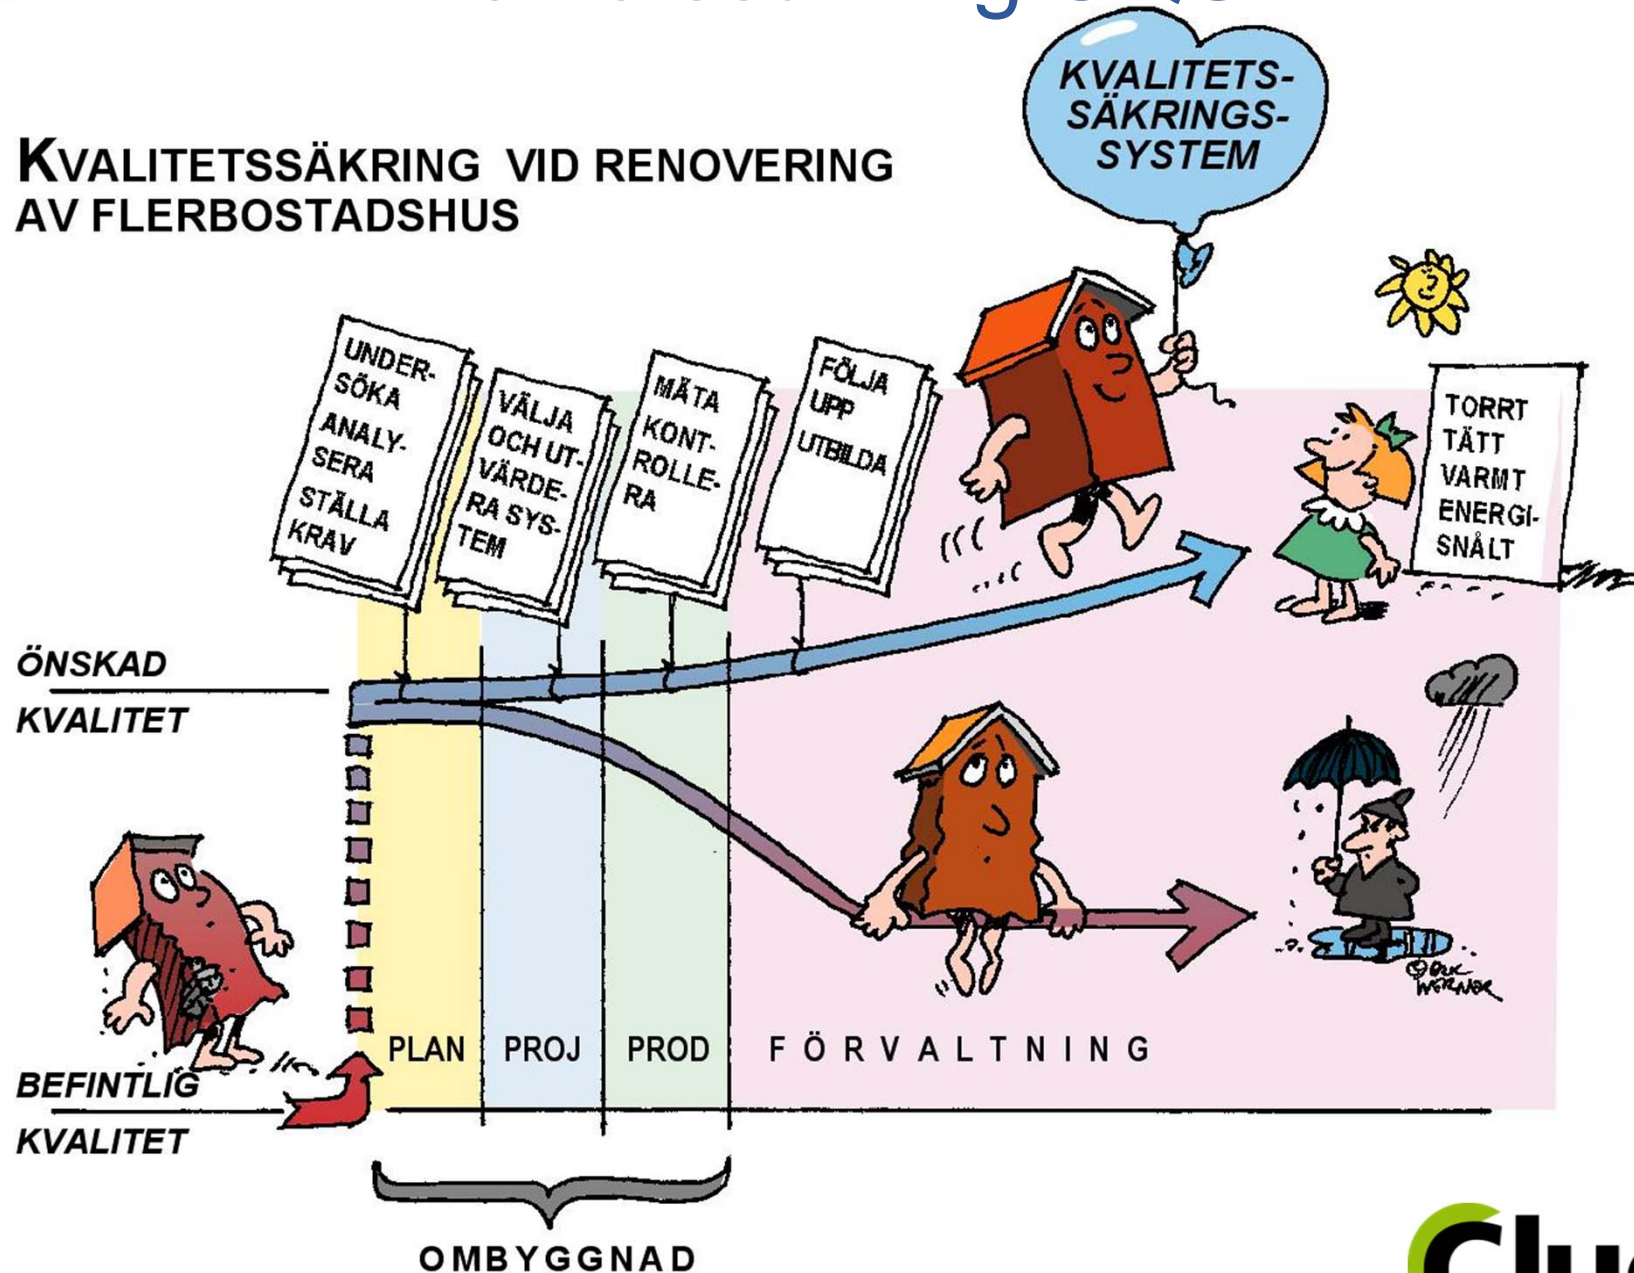 KVALITETSSÄKRING VID RENOVERING
AV FLERBOSTADSHUS
KVALITETS-
SÄKRINGS-
SYSTEM
UNDER-
SÖKA
ANALY-
SERA
STÄLLA
KRAV
VÄLJA
OCH UT-
VÄRDE-
RA SYS-
TEM
MÄTA
KONT-
ROLLE-
RA
FÖLJA
UPP
UTBILDA
TORRT
TÄTT
VARMT
ENERGI-
SNÅLT
ÖNSKAD
KVALITET
BEFINTLIG
KVALITET
PLAN
PROJ
PROD
FÖRVALTNING
OMBYGGNAD